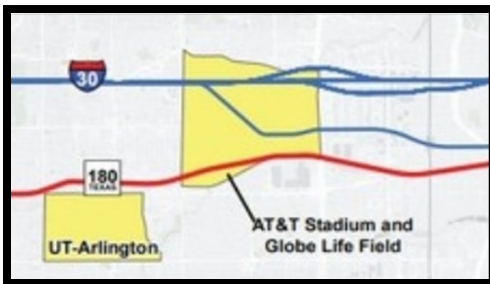 30
180
TEXAS
AT&T Stadium and
Globe Life Field
UT-Arlington